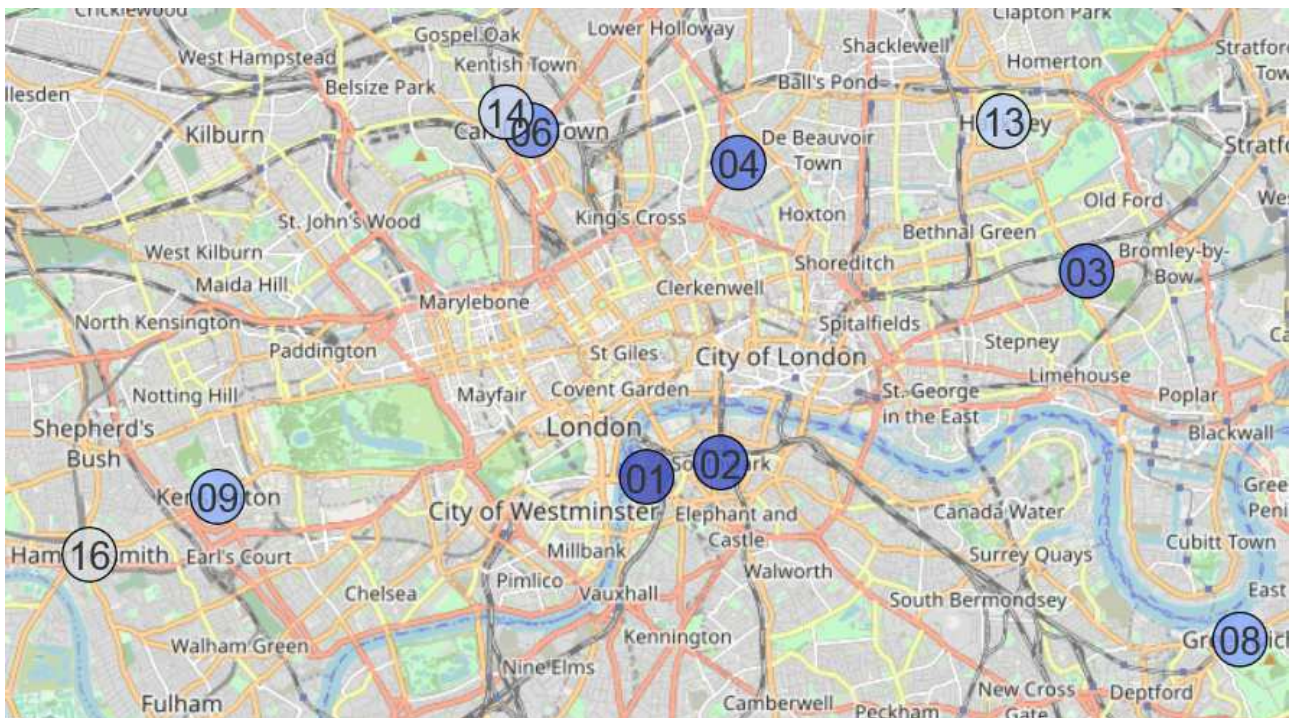 Cricklewood
Gospel Oak
Lower Holloway
Clapton Park
Shacklewell
Stratford
West Hampstead
Kentish Town
Homerton
Belsize Park
Ball's Pond
llesden
14
06
13
Kilburn
De Beauvoir
Town
04
Stratfo
Old Ford
St. John's Wood
King's Cross
Hoxton
Bethnal Green
West Kilburn
Bromley-by-
Bow
Shoreditch
03
Maida Hill
Clerkenwell
Marylebone
North Kensington
Spitalfields
Paddington
St Giles
City of London
Stepney
Limehouse
Notting Hill
Mayfair
Covent Garden
St. George
in the East
Poplar
Shepherd's
Bush
London
Blackwall
01
02
09
City of Westminster
Elephant and
Castle
Canada Water
16
Earl's Court
Millbank
Surrey Quays
Cubitt Town
Pimlico
Walworth
Chelsea
Vauxhall
South Bermondsey
East
Walham Green
Kennington
08
Nine Elms
Fulham
Camberwell
Peckham
New Cross
Gate
Deptford